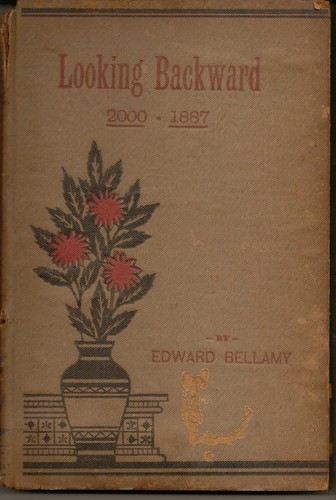 Looking Backward
2000 - 1887
- BY -
EDWARD BELLAMY